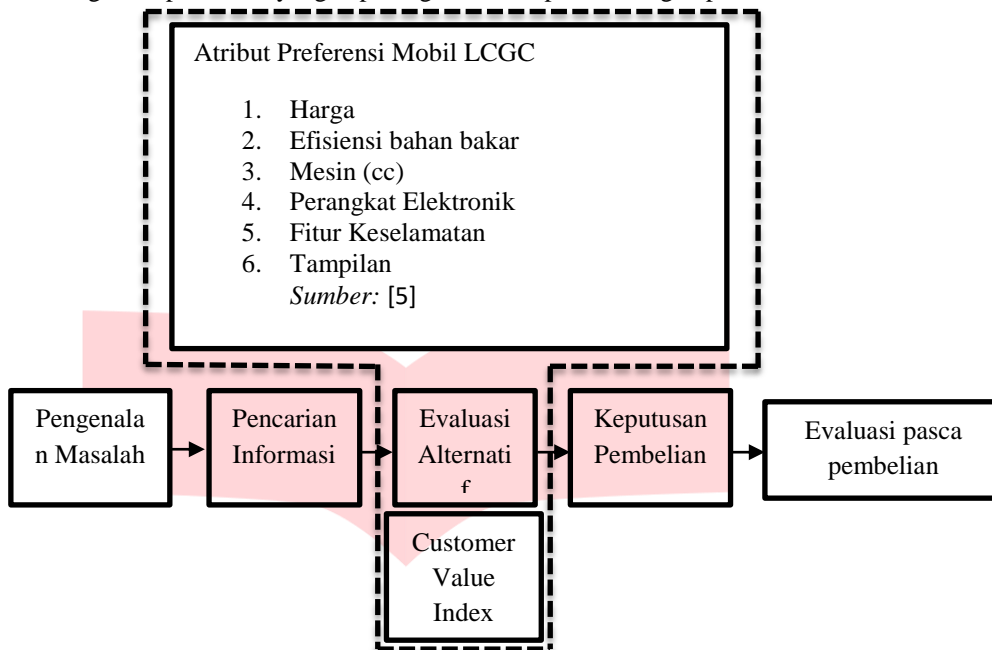 Atribut Preferensi Mobil LCGC
1. Harga
2. Efisiensi bahan bakar
3. Mesin (cc)
4. Perangkat Elektronik
5. Fitur Keselamatan
6. Tampilan
Sumber: [5]
Pengenala
n Masalah
Pencarian
Informasi
Evaluasi
Alternati
f
Keputusan
Pembelian
Evaluasi pasca
pembelian
Customer
Value
Index